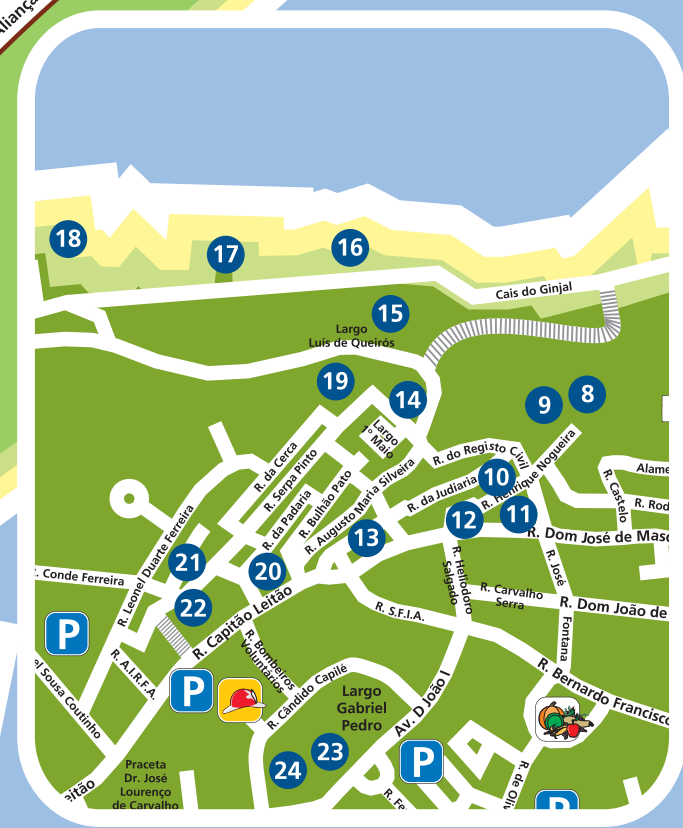 Aliança
18
17
16
Cais do Ginjal
15
Largo
Luís de Queirós
19
14
9
8
Largo
1º Maio
R. da Cerca
R. Serpa Pinto
R. da Padaria
R. Bulhão Pato
R. Augusto Maria Silveira
R. do Registo Civil
R. da Judiaria
10
R. Henrique Nogueira
11
12
13
R. Castelo
Alame
R. Rod
R. Dom José de Masc
R. Leonel Duarte Ferreira
. Conde Ferreira
21
20
22
R. Capitão Leitão
R. Heliodoro
Salgado
R. José
Fontana
R. Carvalho
Serra
R. Dom João de
R. S.F.I.A.
P
R. A.I.R.F.A.
el Sousa Coutinho
P
R. Bombeiros
Voluntários
R. Cândido Capilé
Largo
Gabriel
Pedro
Av. D João I
R. Bernardo Francisco
23
24
P
Praceta
Dr. José
Lourenço
de Carvalho
eitão
R. Fe
R. de Oliv
P